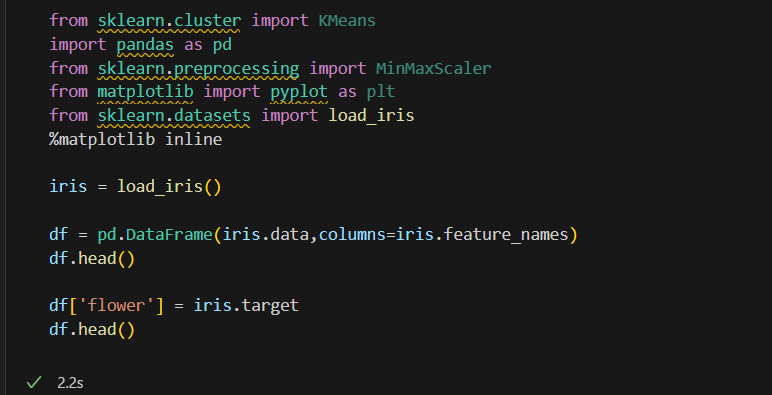 from sklearn.cluster import KMeans
import pandas as pd
from sklearn.preprocessing import MinMaxScaler
from matplotlib import pyplot as plt
from sklearn.datasets import load_iris
%matplotlib inline
iris = load_iris()
df = pd.DataFrame(iris.data,columns=iris.feature_names)
df.head()
df['flower'] = iris.target
df.head()
2.2s